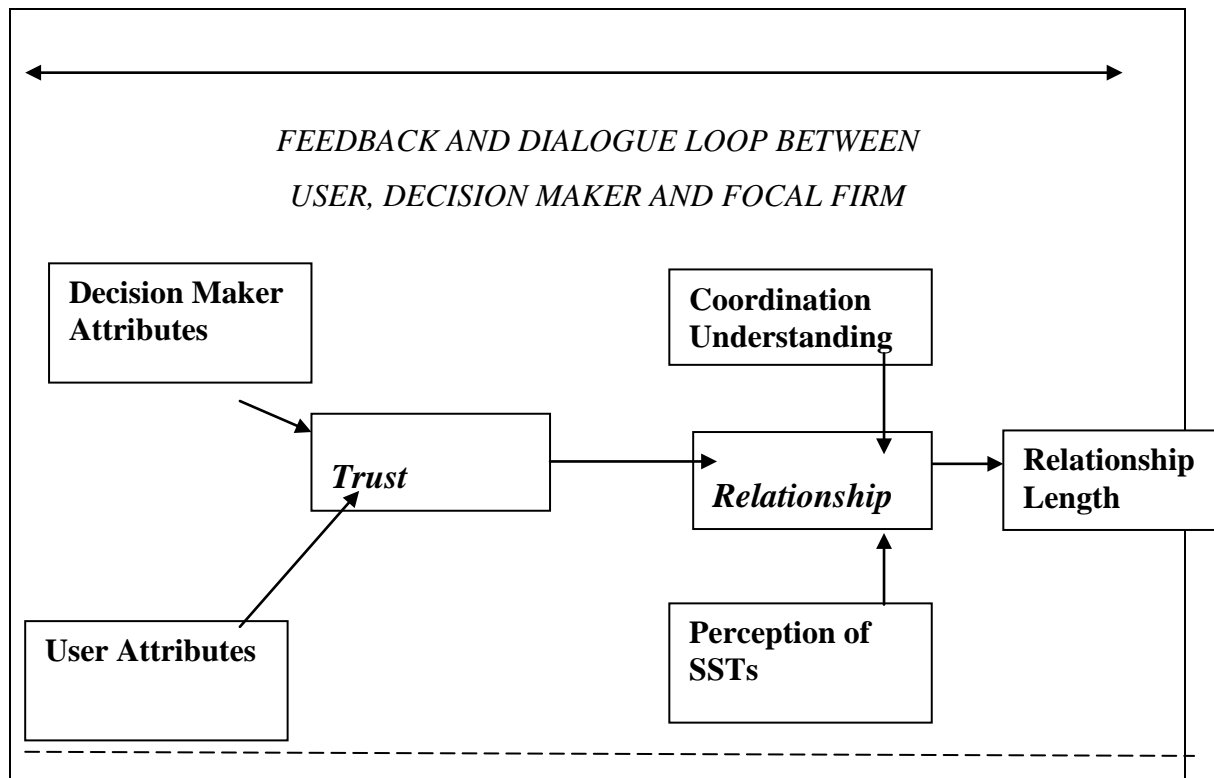 FEEDBACK AND DIALOGUE LOOP BETWEEN
USER, DECISION MAKER AND FOCAL FIRM
Decision Maker
Attributes
Coordination
Understanding
Trust
Relationship
Relationship
Length
User Attributes
Perception of
SSTs